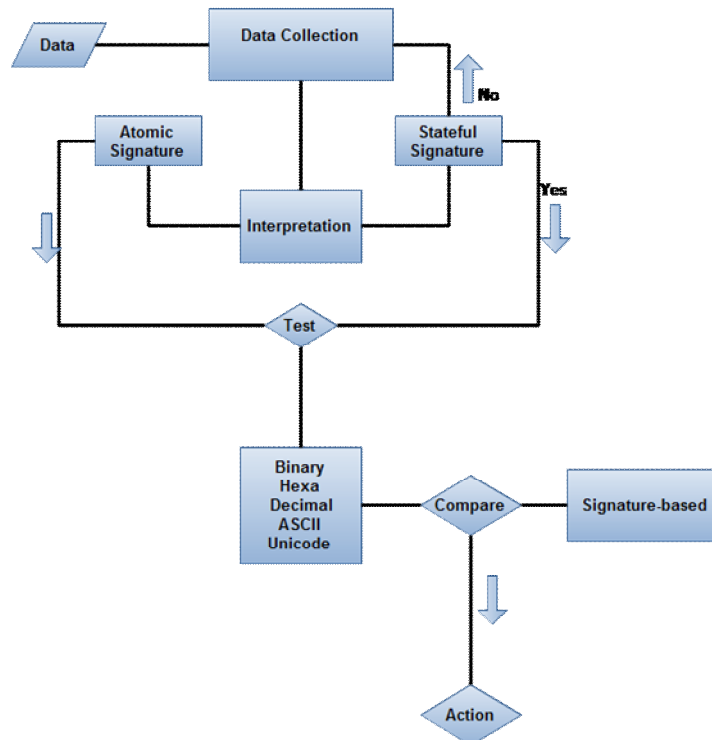 Data
Data Collection
No
Atomic
Signature
Stateful
Signature
Yes
Interpretation
Test
Binary
Hexa
Decimal
ASCII
Unicode
Compare
Signature-based
Action